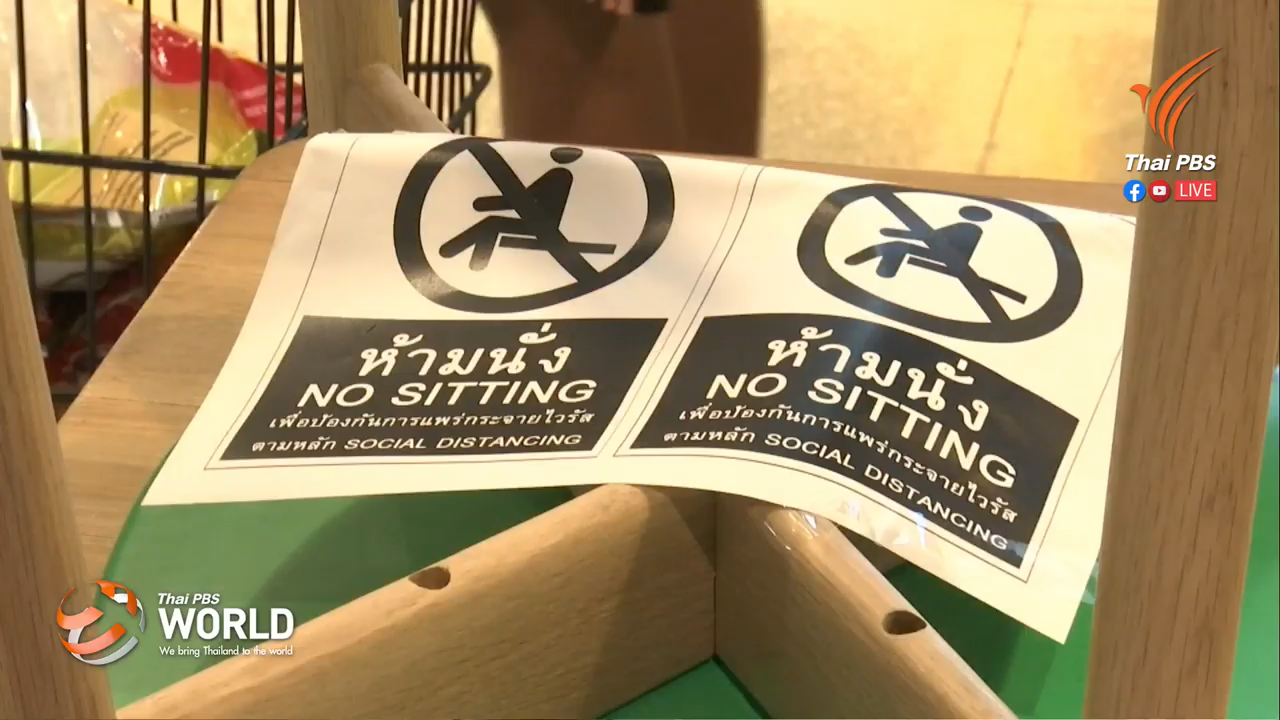 Thai PBS
LIVE
ห้ามนั่ง
NO SITTING
เพื่อป้องกันการแพร่กระจายไวรัส
ตามหลัก SOCIAL DISTANCING
ห้ามนั่ง
NO SITTING
เพื่อป้องกันการแพร่กระจายไวรัส
ตามหลัก SOCIAL DISTANCING
Thai PBS
WORLD
We bring Thailand to the world